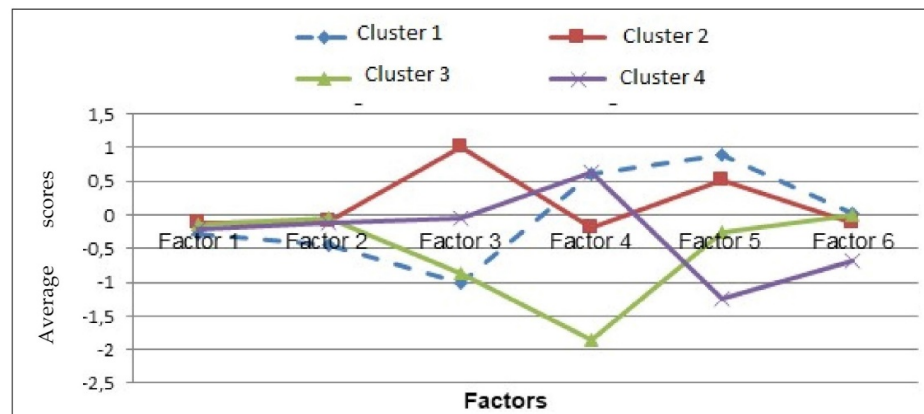 Cluster 1 Cluster 2
Cluster 3 Cluster 4
1,5
1
0,5
0
-0,5
-1
-1,5
-2
-2,5
Average scores
Factor 1 Factor 2 Factor 3 Factor 4 Factor 5 Factor 6
Factors